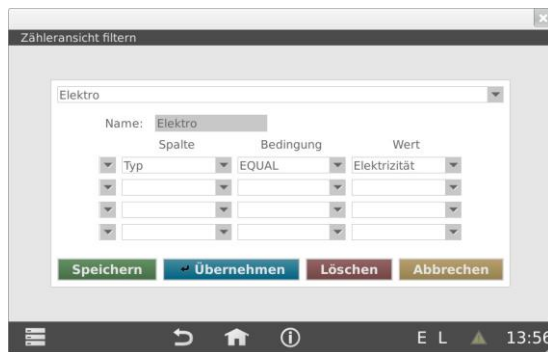 Zähleransicht filtern
Elektro
Name: Elektro
Spalte Bedingung Wert
Typ EQUAL Elektrizität
Speichern Übernehmen Löschen Abbrechen
E L 13:56